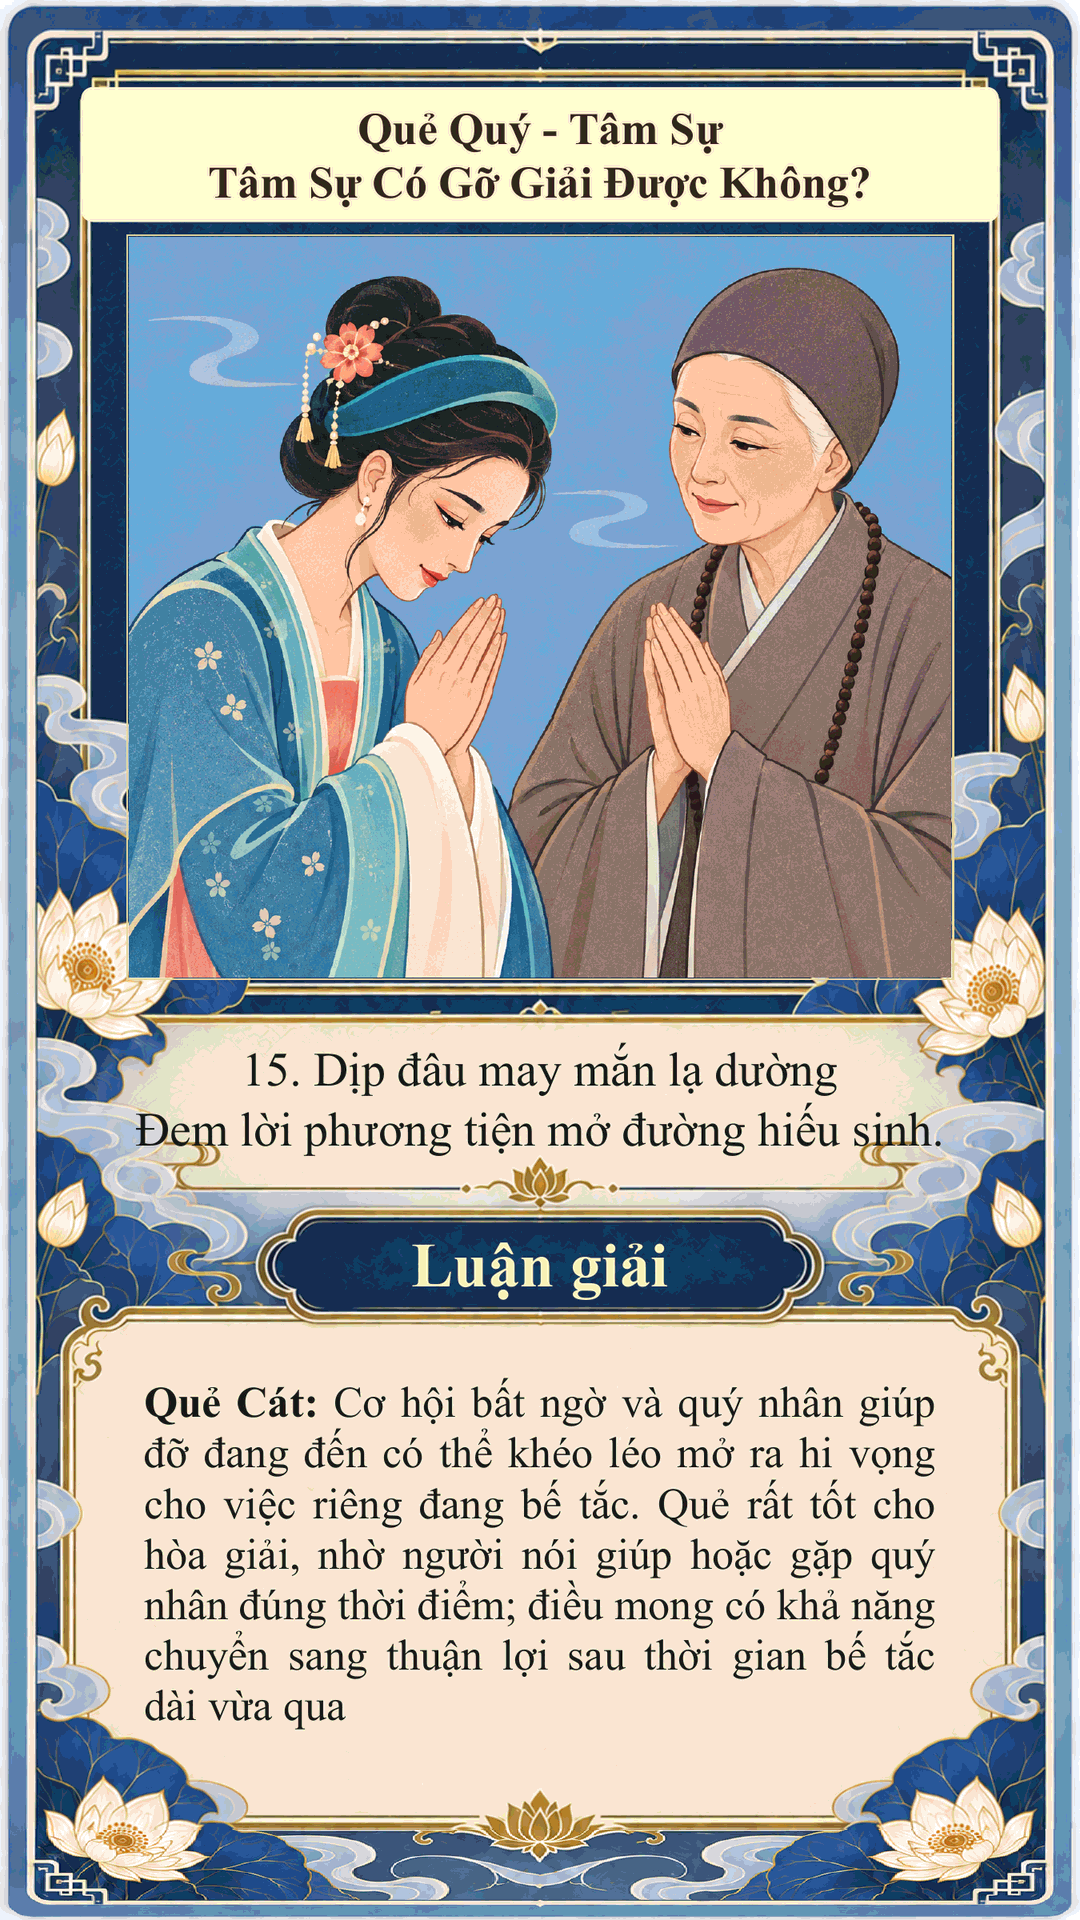 Quẻ Quý - Tâm Sự
Tâm Sự Có Gỡ Giải Được Không?
15. Dịp đâu may mắn lạ dường
Đem lời phương tiện mở đường hiếu sinh.
Luận giải
Quẻ Cát: Cơ hội bất ngờ và quý nhân giúp
đỡ đang đến có thể khéo léo mở ra hi vọng
cho việc riêng đang bế tắc. Quẻ rất tốt cho
hòa giải, nhờ người nói giúp hoặc gặp quý
nhân đúng thời điểm; điều mong có khả năng
chuyển sang thuận lợi sau thời gian bế tắc
dài vừa qua